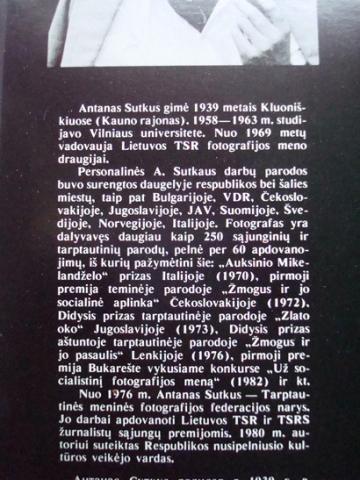 Antanas Sutkus gimė 1939 metais Kluoniš-
kiuose (Kauno rajonas). 1958—1963 m. studi-
javo Vilniaus universitete. Nuo 1969 metų
vadovauja Lietuvos TSR fotografijos meno
draugijai.
Personalinės A. Sutkaus darbų parodos
buvo surengtos daugelyje respublikos bei šalies
miestų, taip pat Bulgarijoje, VDR, Čekoslo-
vakijoje, Jugoslavijoje, JAV, Suomijoje, Šve-
dijoje, Norvegijoje, Italijoje. Fotografas yra
dalyvavęs daugiau kaip 250 sąjunginių ir
tarptautinių parodų, pelnė per 60 apdovano-
jimų, iš kurių pažymėtini šie: „Auksinio Mike-
landželo” prizas Italijoje (1970), pirmoji
premija teminėje parodoje „Žmogus ir jo
socialinė aplinka” Čekoslovakijoje (1972),
Didysis prizas tarptautinėje parodoje „Zlato
oko” Jugoslavijoje (1973), Didysis prizas
aštuntoje tarptautinėje parodoje „Žmogus ir
jo pasaulis” Lenkijoje (1976), pirmoji pre-
mija Bukarešte vykusiame konkurse „Už so-
cialistinį fotografijos meną” (1982) ir kt.
Nuo 1976 m. Antanas Sutkus — Tarptau-
tinės meninės fotografijos federacijos narys.
Jo darbai apdovanoti Lietuvos TSR ir TSRS
žurnalistų sąjungų premijomis. 1980 m. au-
toriui suteiktas Respublikos nusipelniusio kul-
tūros veikėjo vardas.